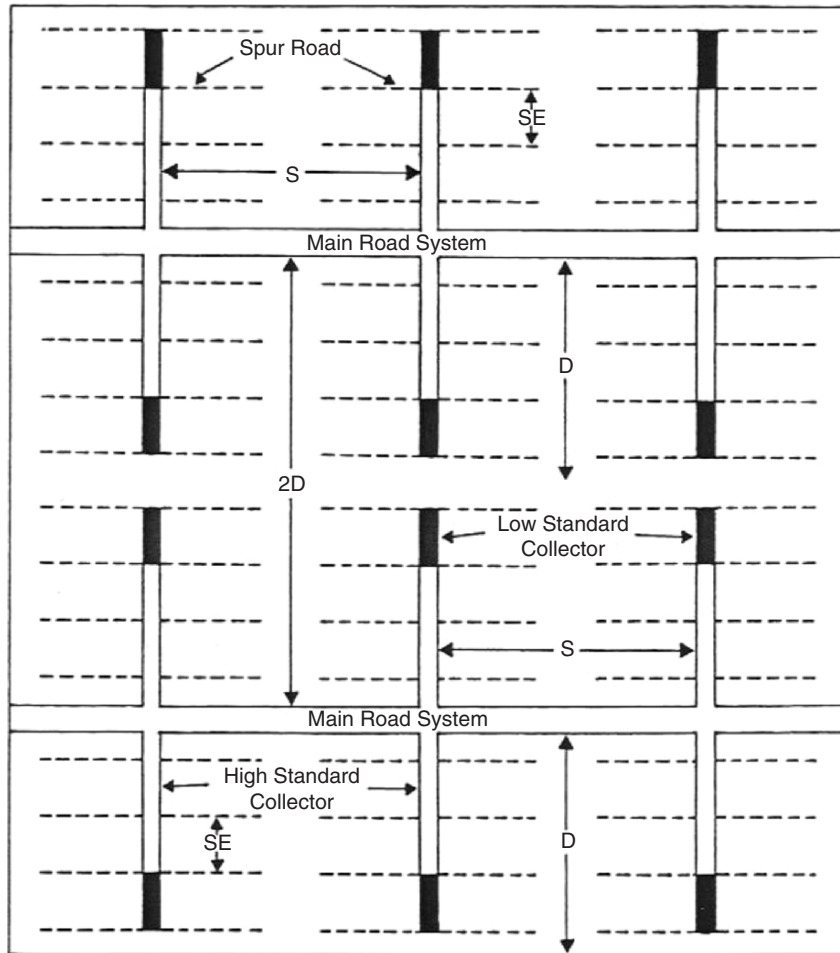 Spur Road
SE
S
Main Road System
D
2D
Low Standard
Collector
S
Main Road System
High Standard
Collector
SE
D